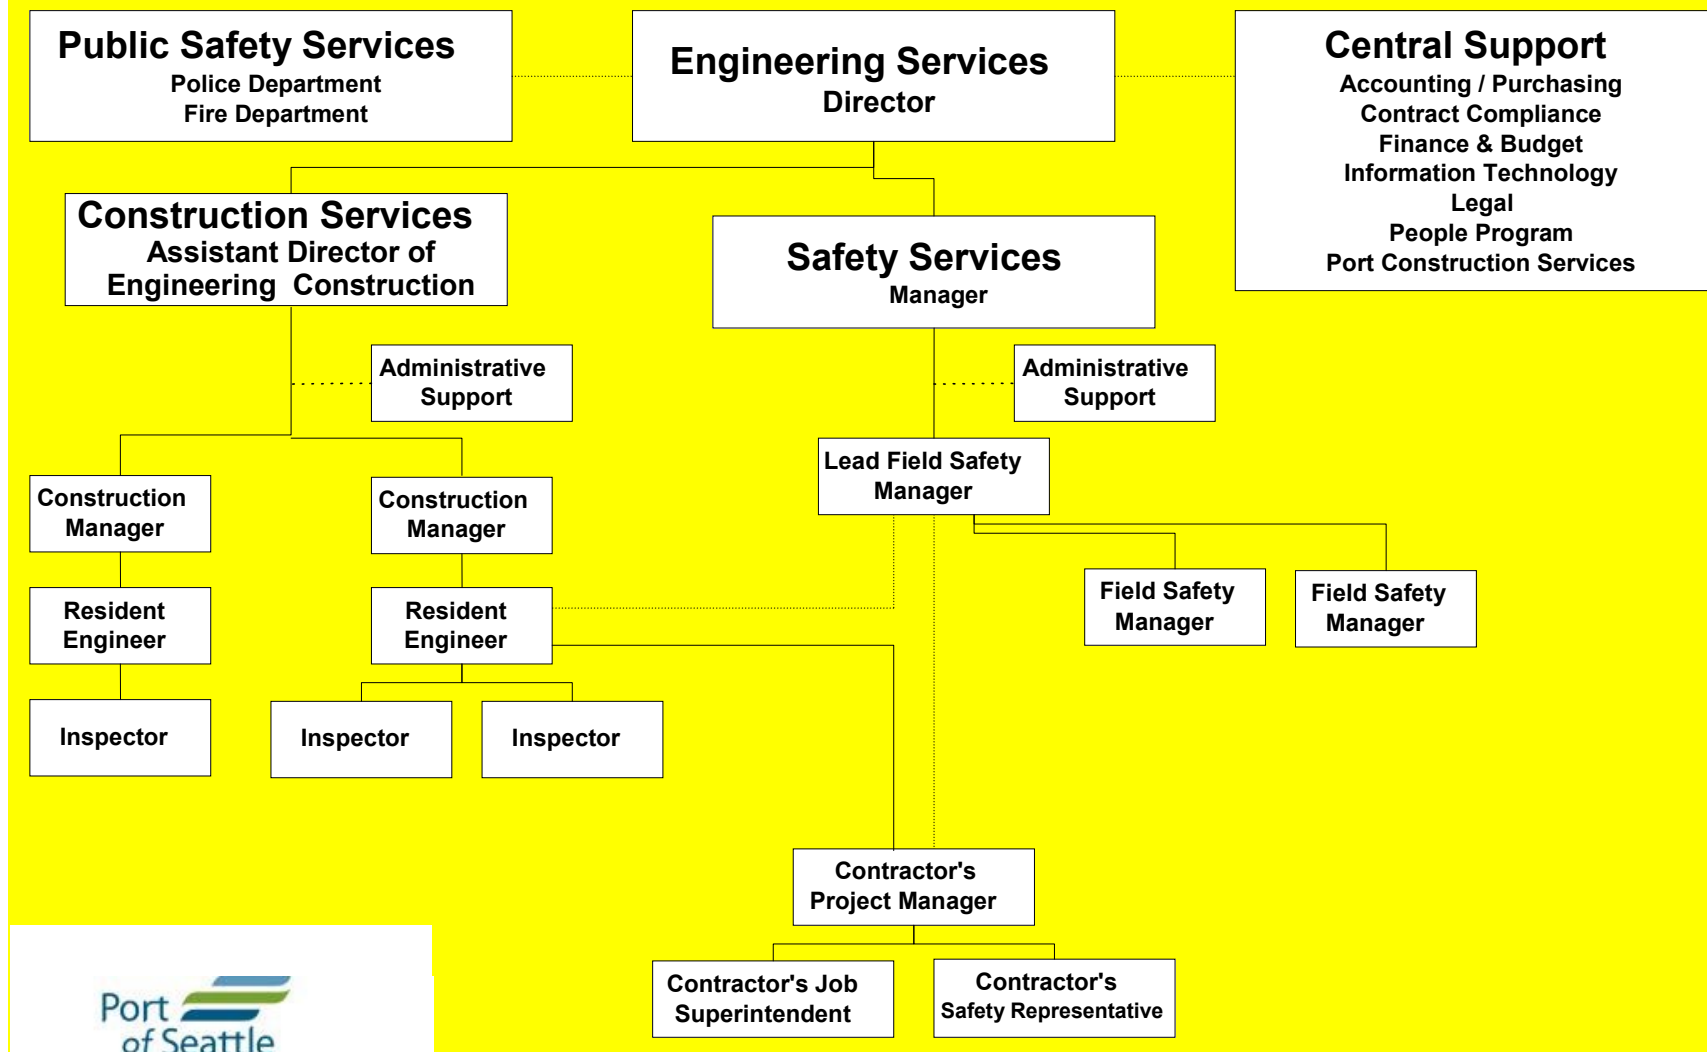 Public Safety Services
Police Department
Fire Department
Engineering Services
Director
Central Support
Accounting / Purchasing
Contract Compliance
Finance & Budget
Information Technology
Legal
People Program
Port Construction Services
Construction Services
Assistant Director of
Engineering Construction
Safety Services
Manager
Administrative
Support
Administrative
Support
Lead Field Safety
Manager
Construction
Manager
Construction
Manager
Field Safety
Manager
Field Safety
Manager
Resident
Engineer
Resident
Engineer
Inspector
Inspector
Inspector
Contractor's
Project Manager
Contractor's Job
Superintendent
Contractor's
Safety Representative
Port
of Seattle